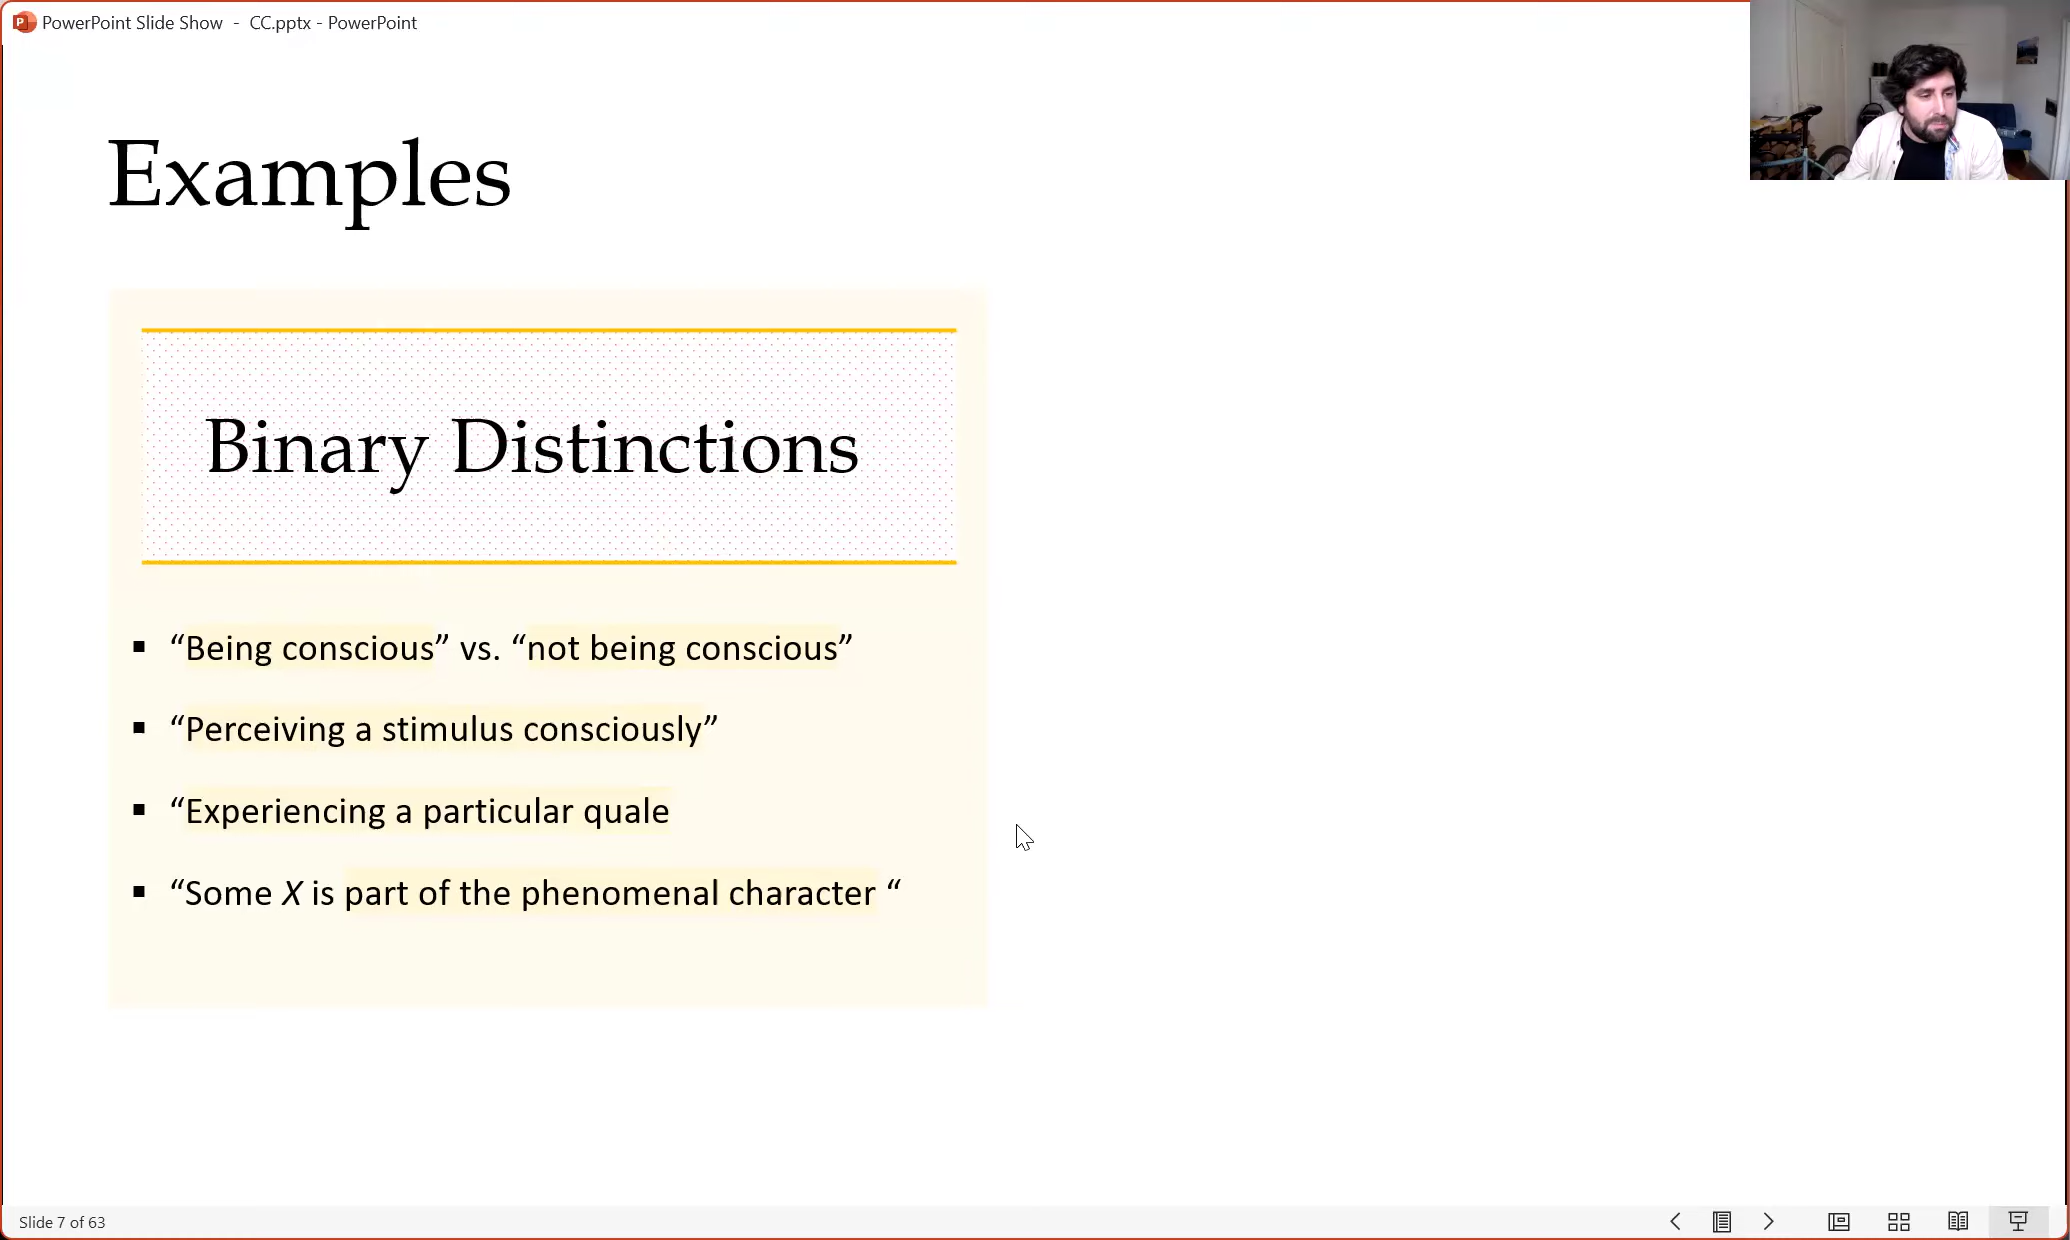 PowerPoint Slide Show - CC.pptx - PowerPoint
Examples
Binary Distinctions
▪ “Being conscious” vs. “not being conscious”
▪ “Perceiving a stimulus consciously”
▪ “Experiencing a particular quale
▪ “Some X is part of the phenomenal character “
Slide 7 of 63